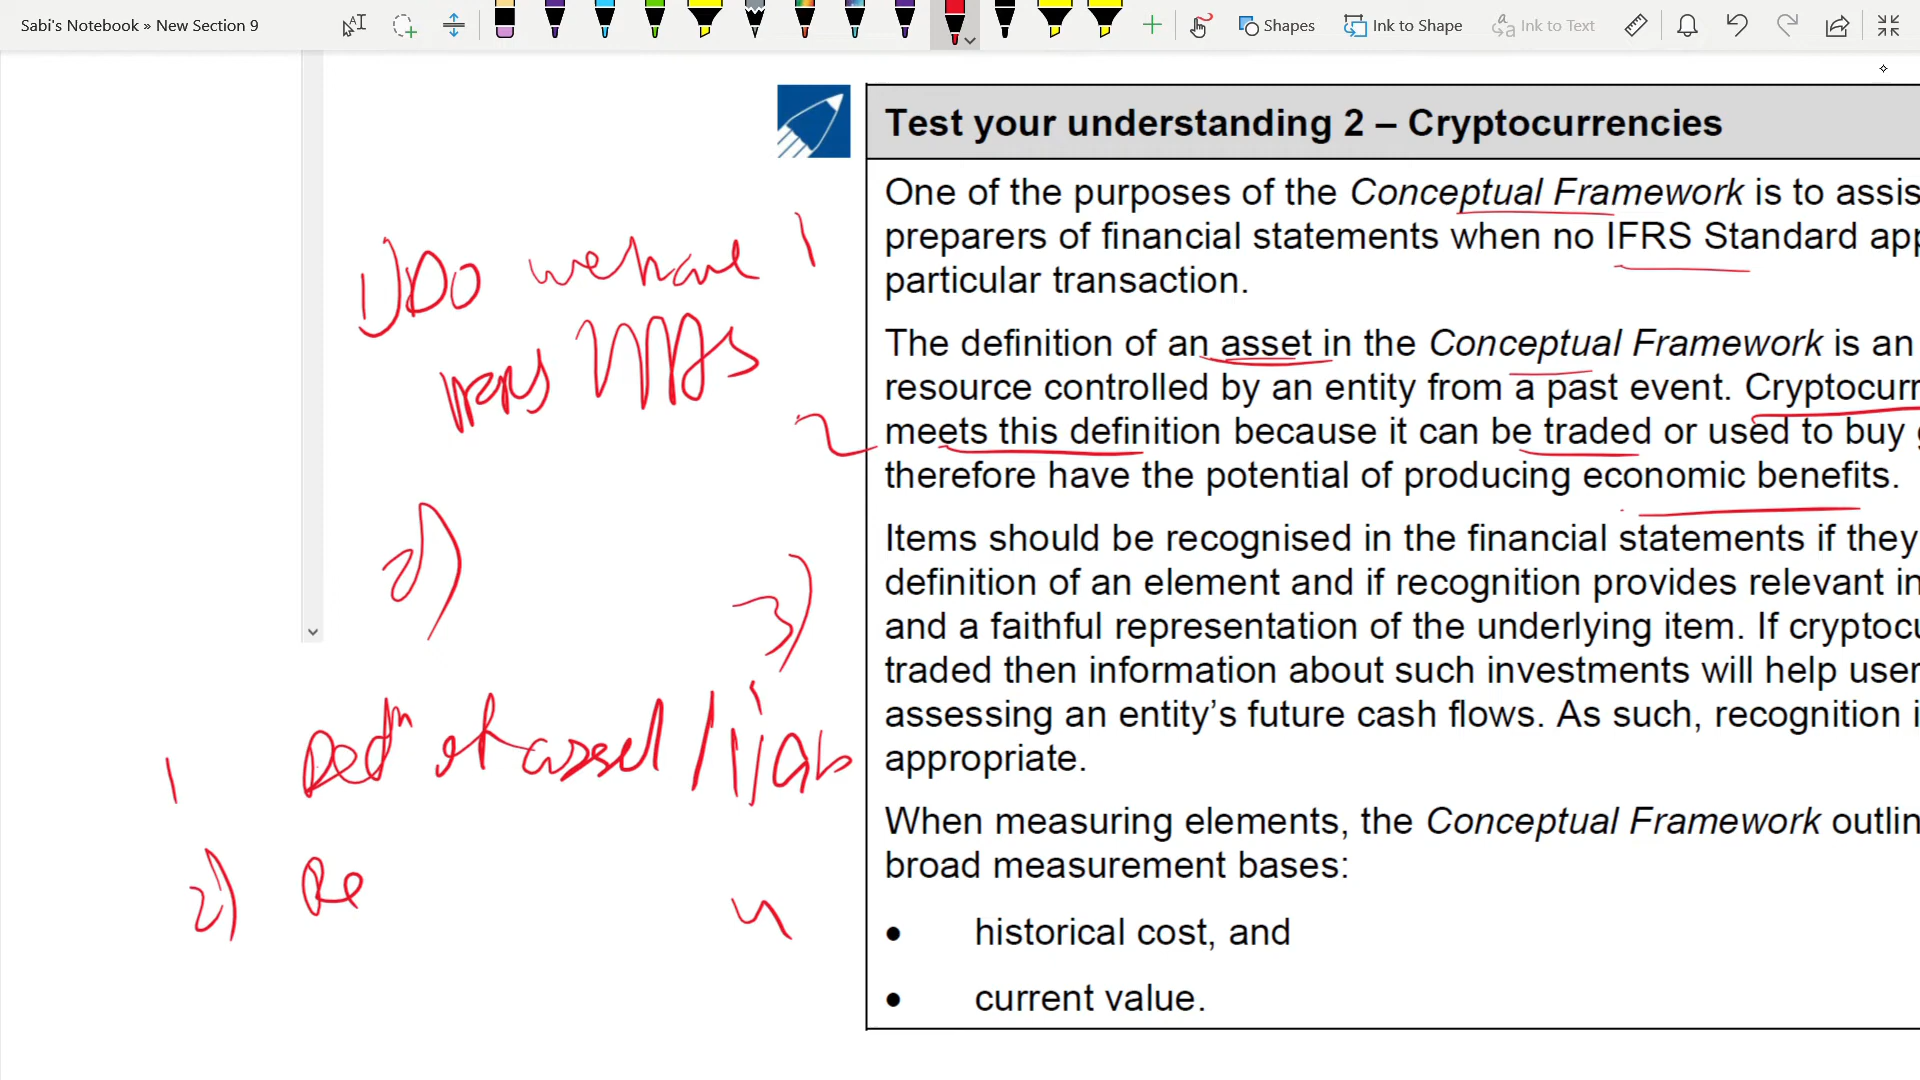 Sabi's Notebook » New Section 9
Shapes
Ink to Shape
Ink to Text
Test your understanding 2 – Cryptocurrencies
One of the purposes of the Conceptual Framework is to assis
preparers of financial statements when no IFRS Standard app
particular transaction.
The definition of an asset in the Conceptual Framework is an
resource controlled by an entity from a past event. Cryptocurr
meets this definition because it can be traded or used to buy g
therefore have the potential of producing economic benefits.
Items should be recognised in the financial statements if they
definition of an element and if recognition provides relevant in
and a faithful representation of the underlying item. If cryptocu
traded then information about such investments will help user
assessing an entity's future cash flows. As such, recognition i
appropriate.
When measuring elements, the Conceptual Framework outlin
broad measurement bases:
• historical cost, and
• current value.
1) Do we have 1
2
2)
3)
1 of asset /
2) Re
4